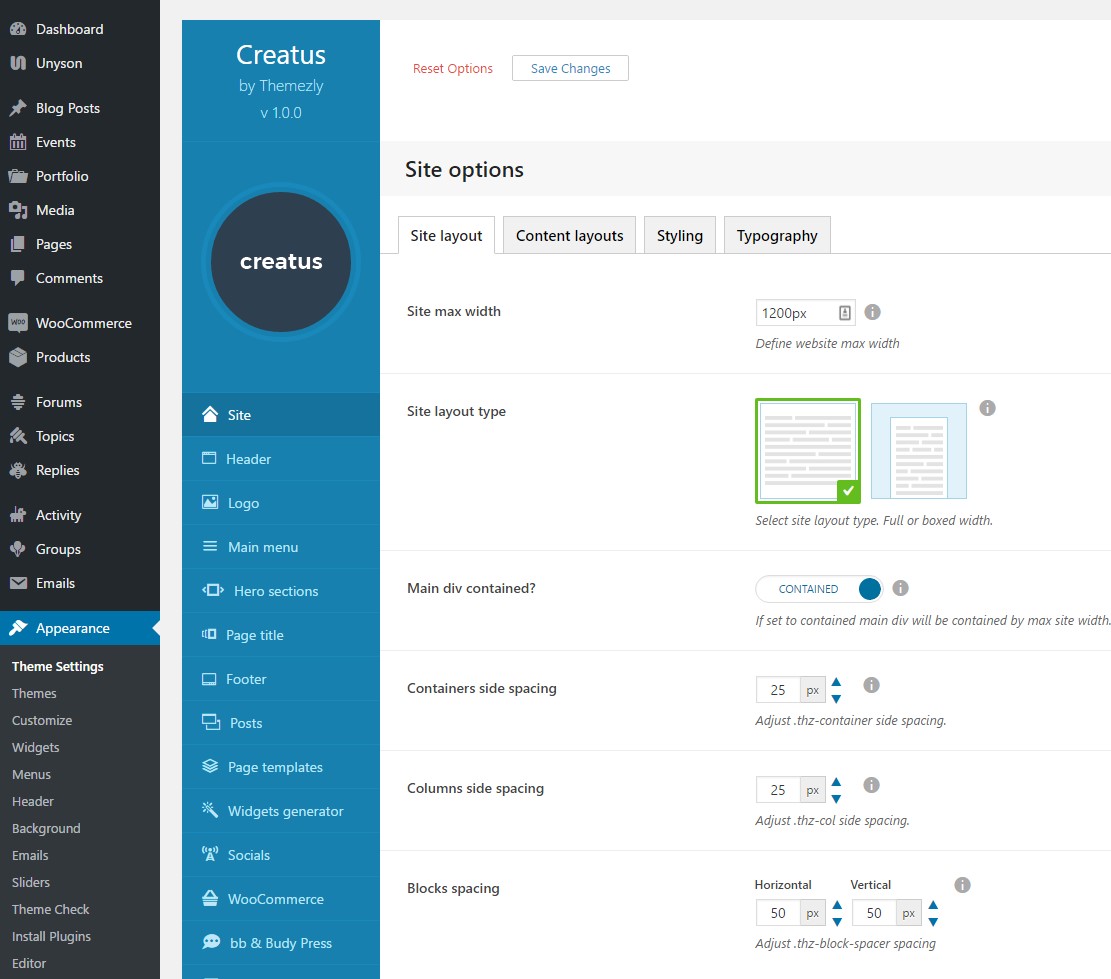 Dashboard
Unyson
Blog Posts
Events
Portfolio
Media
Pages
Comments
WOO WooCommerce
Products
Forums
Topics
Replies
Activity
Groups
Emails
Appearance
Theme Settings
Themes
Customize
Widgets
Menus
Header
Background
Emails
Sliders
Theme Check
Install Plugins
Editor
Creatus
by Themezly
v 1.0.0
creatus
Site
Header
Logo
Main menu
Hero sections
Page title
Footer
Posts
Page templates
Widgets generator
Socials
WooCommerce
bb & Budy Press
Reset Options Save Changes
Site options
Site layout Content layouts Styling Typography
Site max width 1200px
Define website max width
Site layout type
Select site layout type. Full or boxed width.
Main div contained? CONTAINED
If set to contained main div will be contained by max site width.
Containers side spacing 25 px
Adjust .thz-container side spacing.
Columns side spacing 25 px
Adjust .thz-col side spacing.
Blocks spacing Horizontal Vertical
50 px 50 px
Adjust .thz-block-spacer spacing